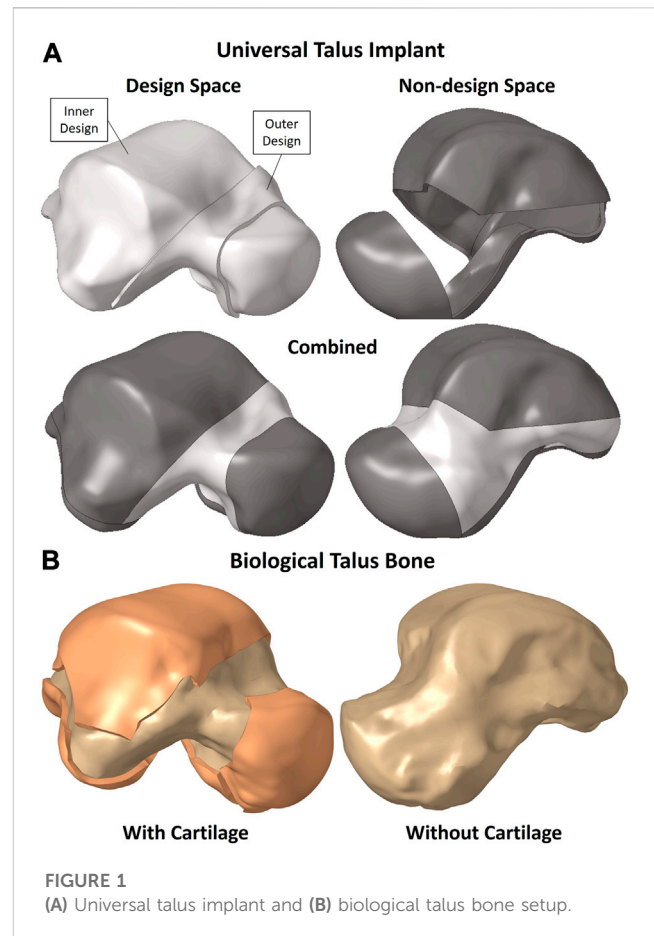 A
Universal Talus Implant
Design Space
Non-design Space
Inner
Design
Outer
Design
Combined
B
Biological Talus Bone
With Cartilage
Without Cartilage
FIGURE 1
(A) Universal talus implant and (B) biological talus bone setup.